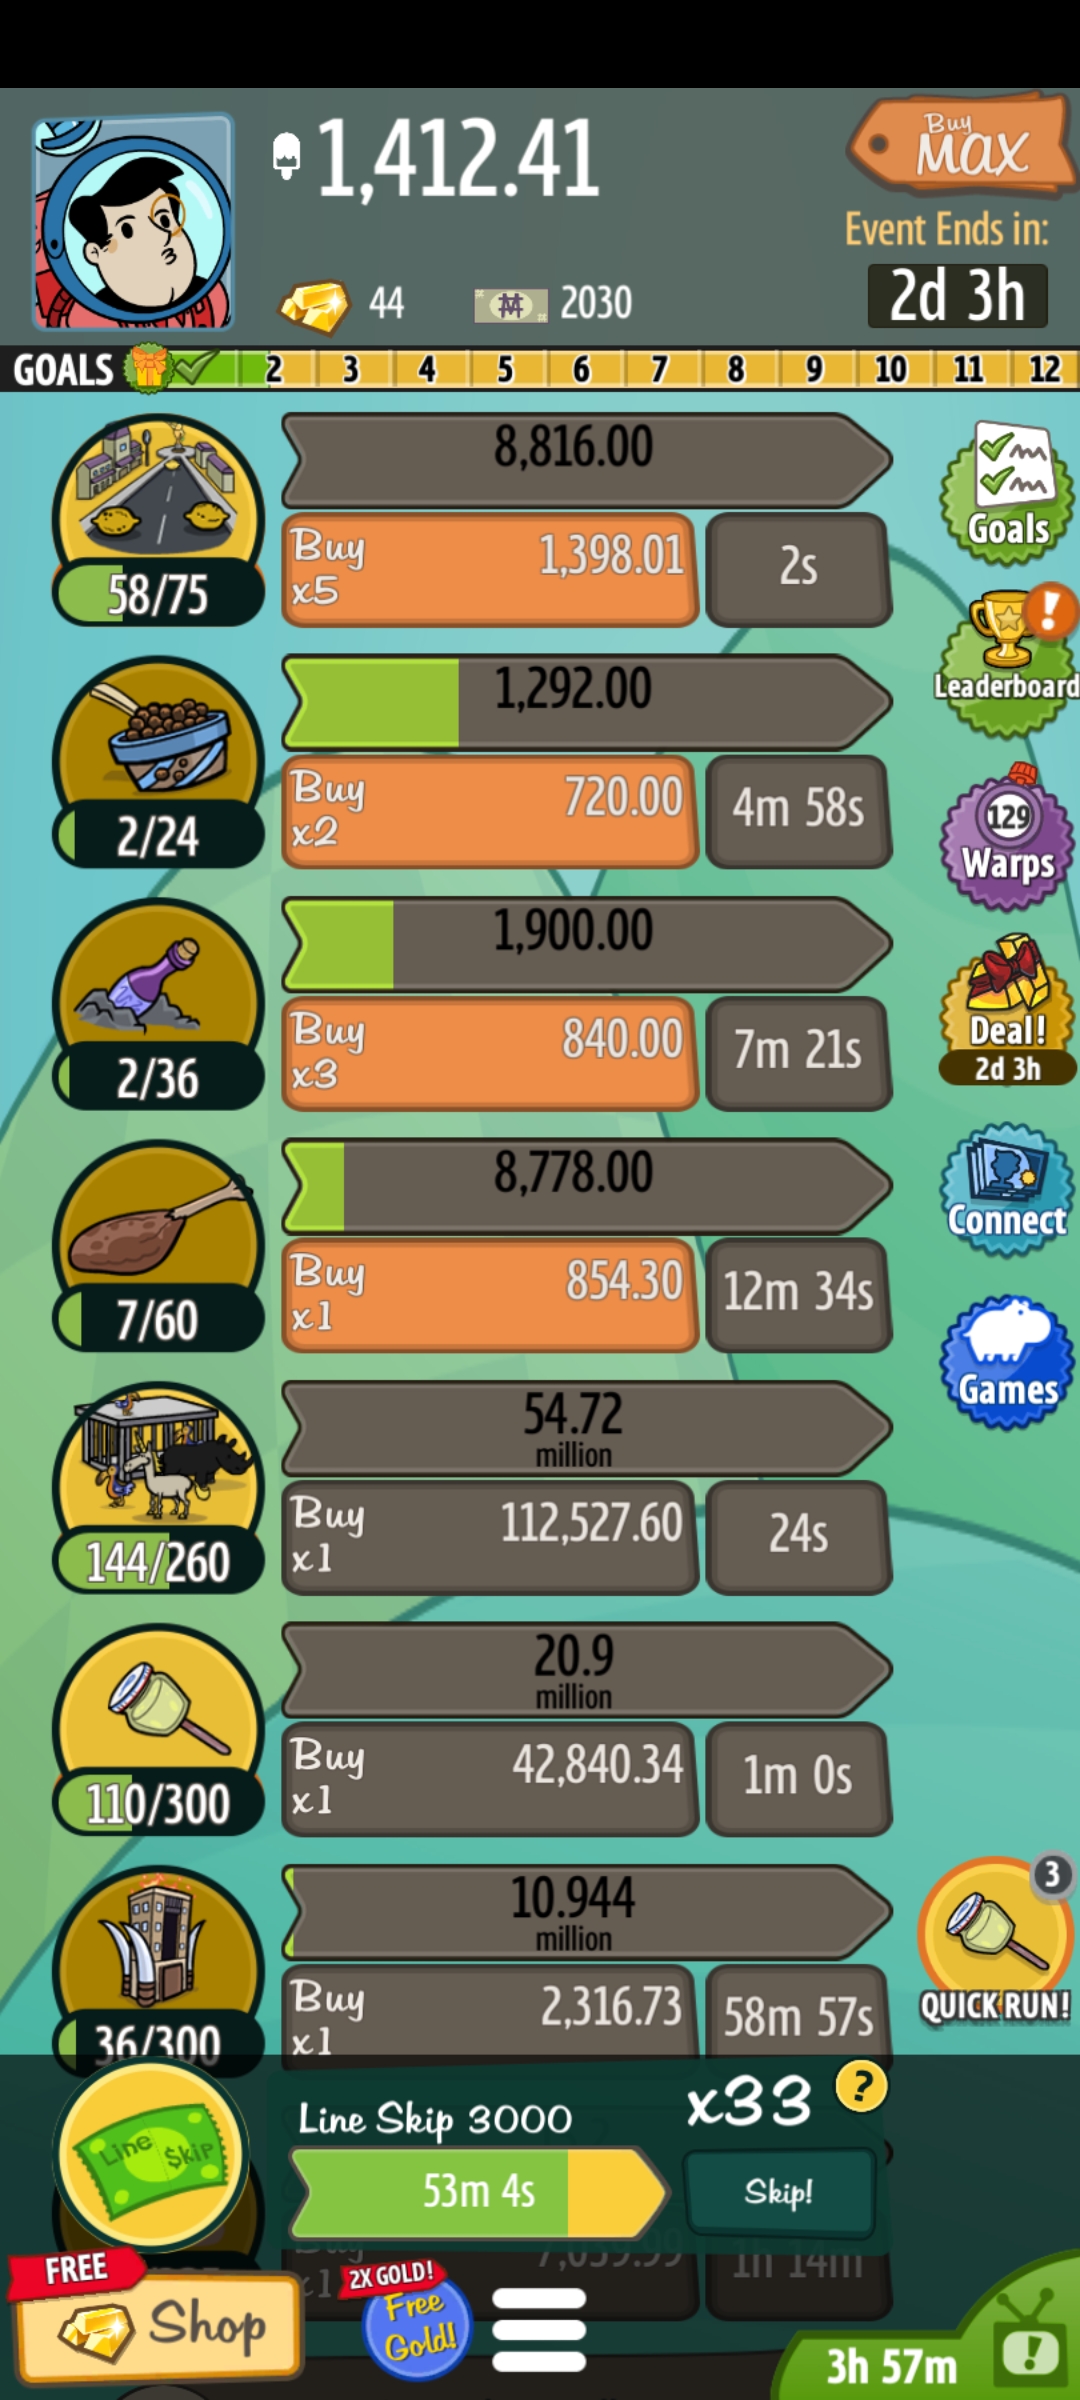 1,412.41
Buy
MAX
Event Ends in:
2d 3h
44
2030
GOALS 2 3 4 5 6 7 8 9 10 11 12
8,816.00
58/75
Buy
x5
1,398.01
2s
Goals
1,292.00
2/24
Buy
x2
720.00
4m 58s
!
Leaderboard
1,900.00
2/36
Buy
x3
840.00
7m 21s
129
Warps
Deal!
2d 3h
8,778.00
7/60
Buy
x1
854.30
12m 34s
Connect
Games
54.72
million
144/260
Buy
x1
112,527.60
24s
20.9
million
110/300
Buy
x1
42,840.34
1m 0s
10.944
million
36/300
Buy
x1
2,316.73
58m 57s
3
QUICK RUN!
Line Skip
Line Skip 3000
x33
?
53m 4s
Skip!
Buy
x1
7,039.99
1h 14m
FREE
Shop
2X GOLD!
Free
Gold!
3h 57m
!